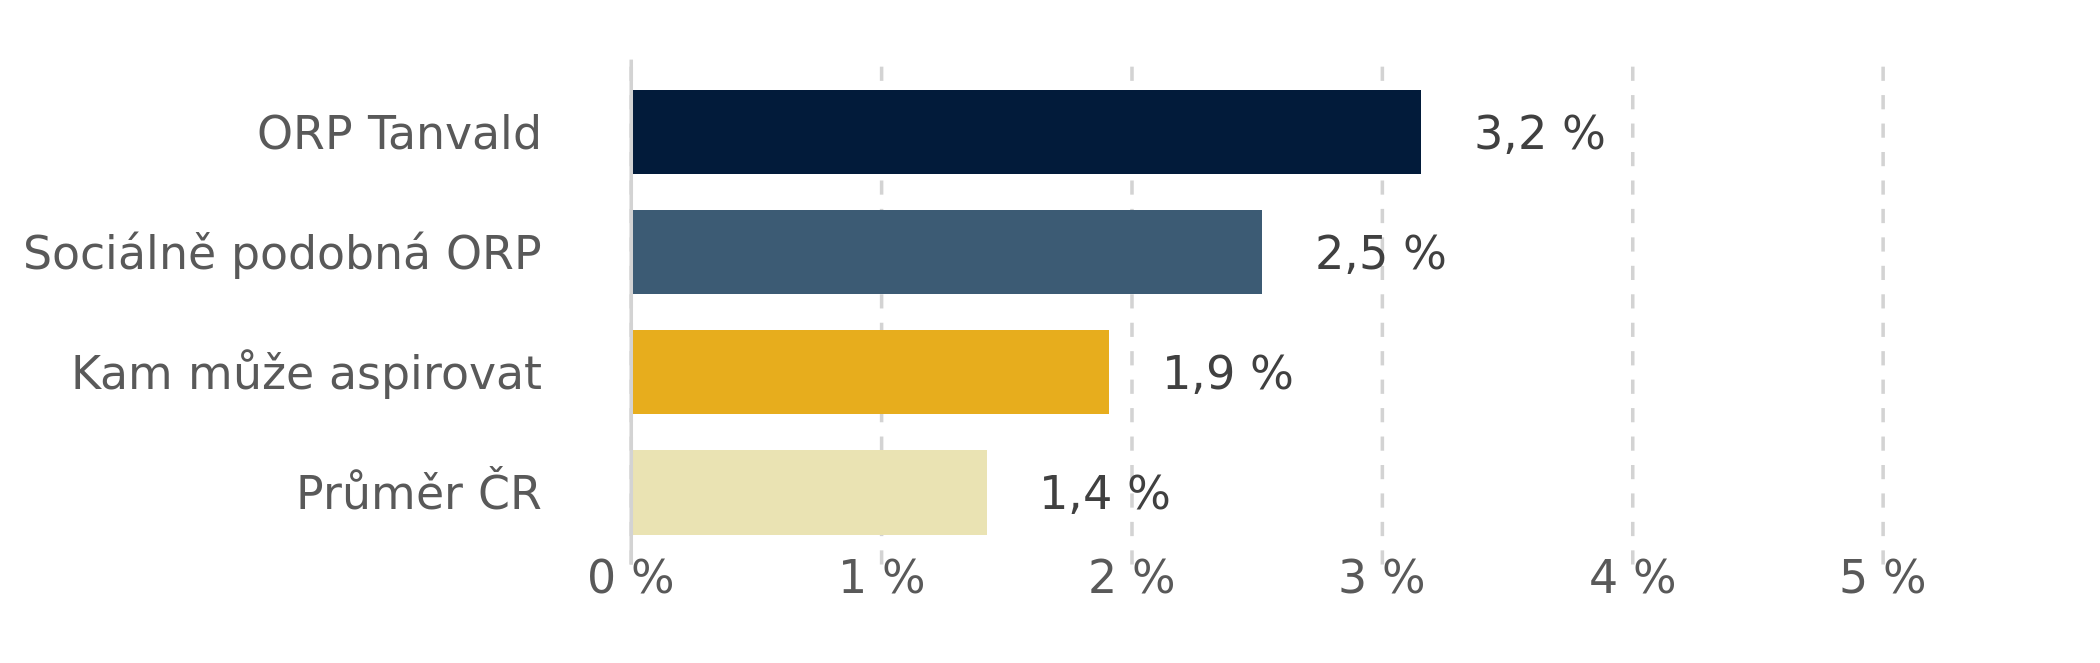 ORP Tanvald 3,2 %
Sociálně podobná ORP 2,5 %
Kam může aspirovat 1,9 %
Průměr ČR 1,4 %
0 % 1 % 2 % 3 % 4 % 5 %